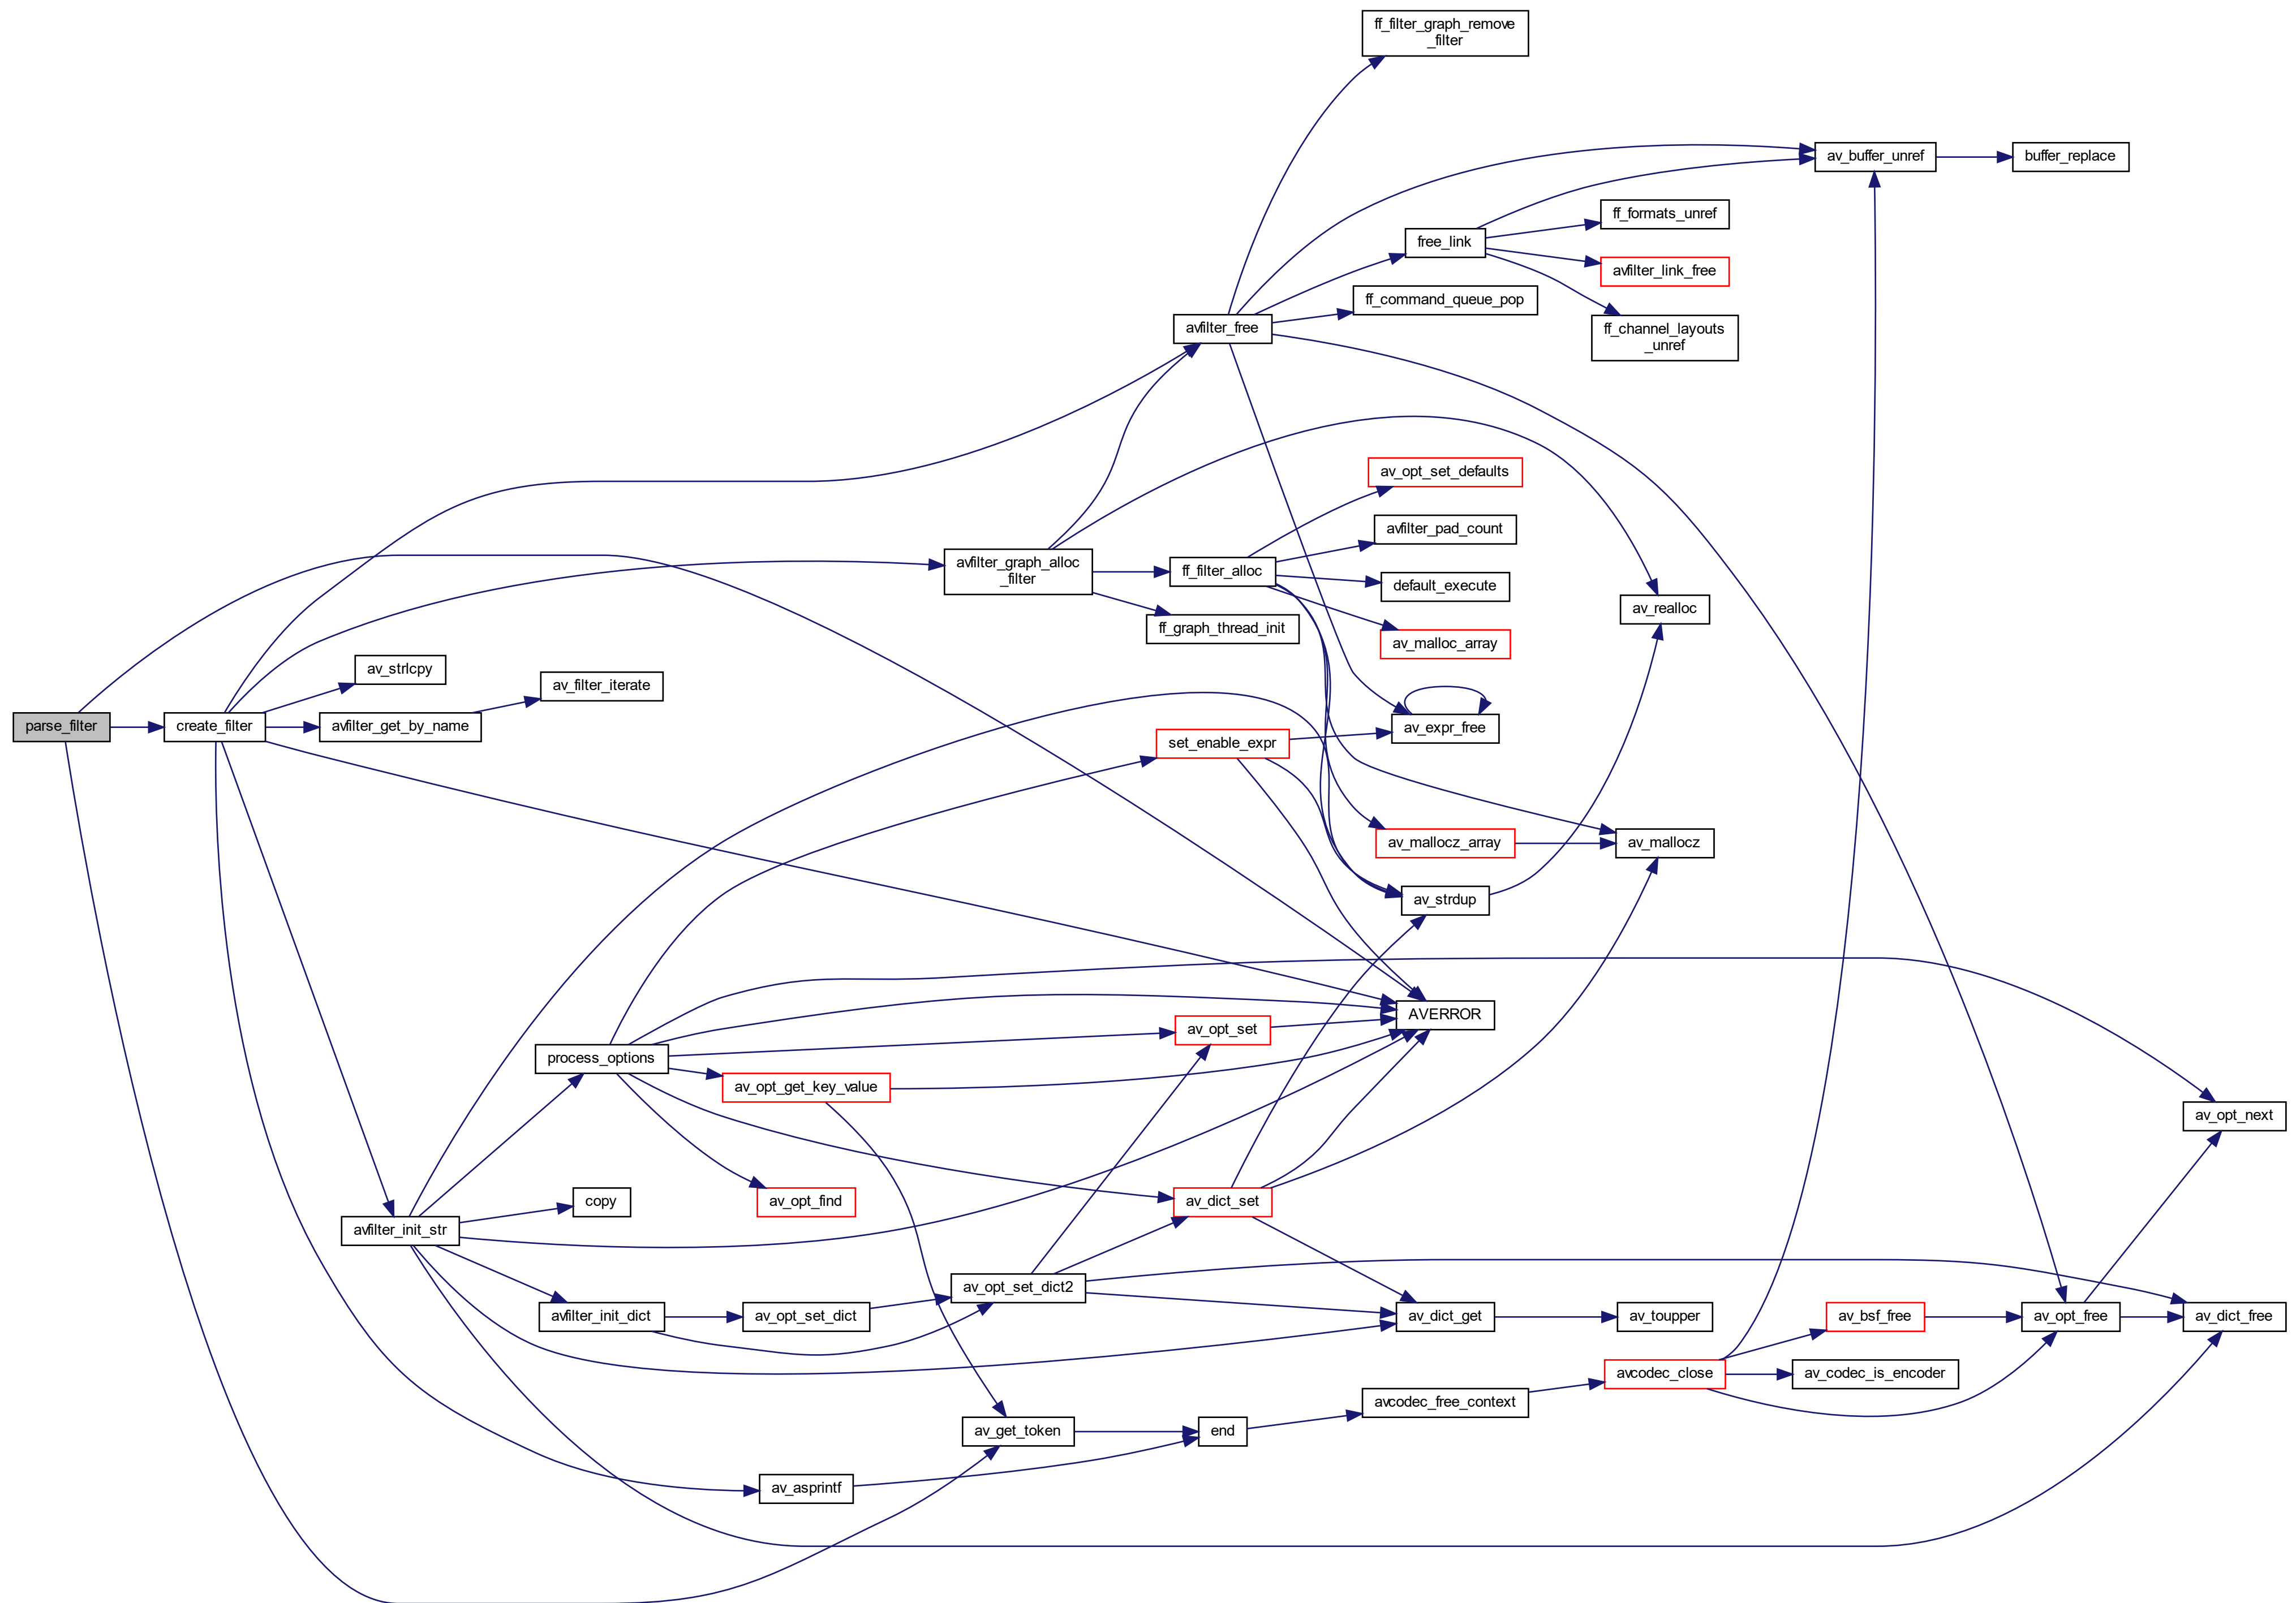 ff_filter_graph_remove
_filter
av_buffer_unref
buffer_replace
ff_formats_unref
free_link
avfilter_link_free
ff_command_queue_pop
avfilter_free
ff_channel_layouts
_unref
av_opt_set_defaults
avfilter_pad_count
avfilter_graph_alloc
_filter
ff_filter_alloc
default_execute
av_realloc
ff_graph_thread_init
av_malloc_array
av_strlcpy
av_filter_iterate
parse_filter
create_filter
avfilter_get_by_name
av_expr_free
set_enable_expr
av_mallocz_array
av_mallocz
av_strdup
AVERROR
av_opt_set
process_options
av_opt_get_key_value
av_opt_next
copy
av_opt_find
av_dict_set
avfilter_init_str
av_opt_set_dict2
avfilter_init_dict
av_opt_set_dict
av_dict_get
av_toupper
av_bsf_free
av_opt_free
av_dict_free
avcodec_close
av_codec_is_encoder
avcodec_free_context
av_get_token
end
av_asprintf